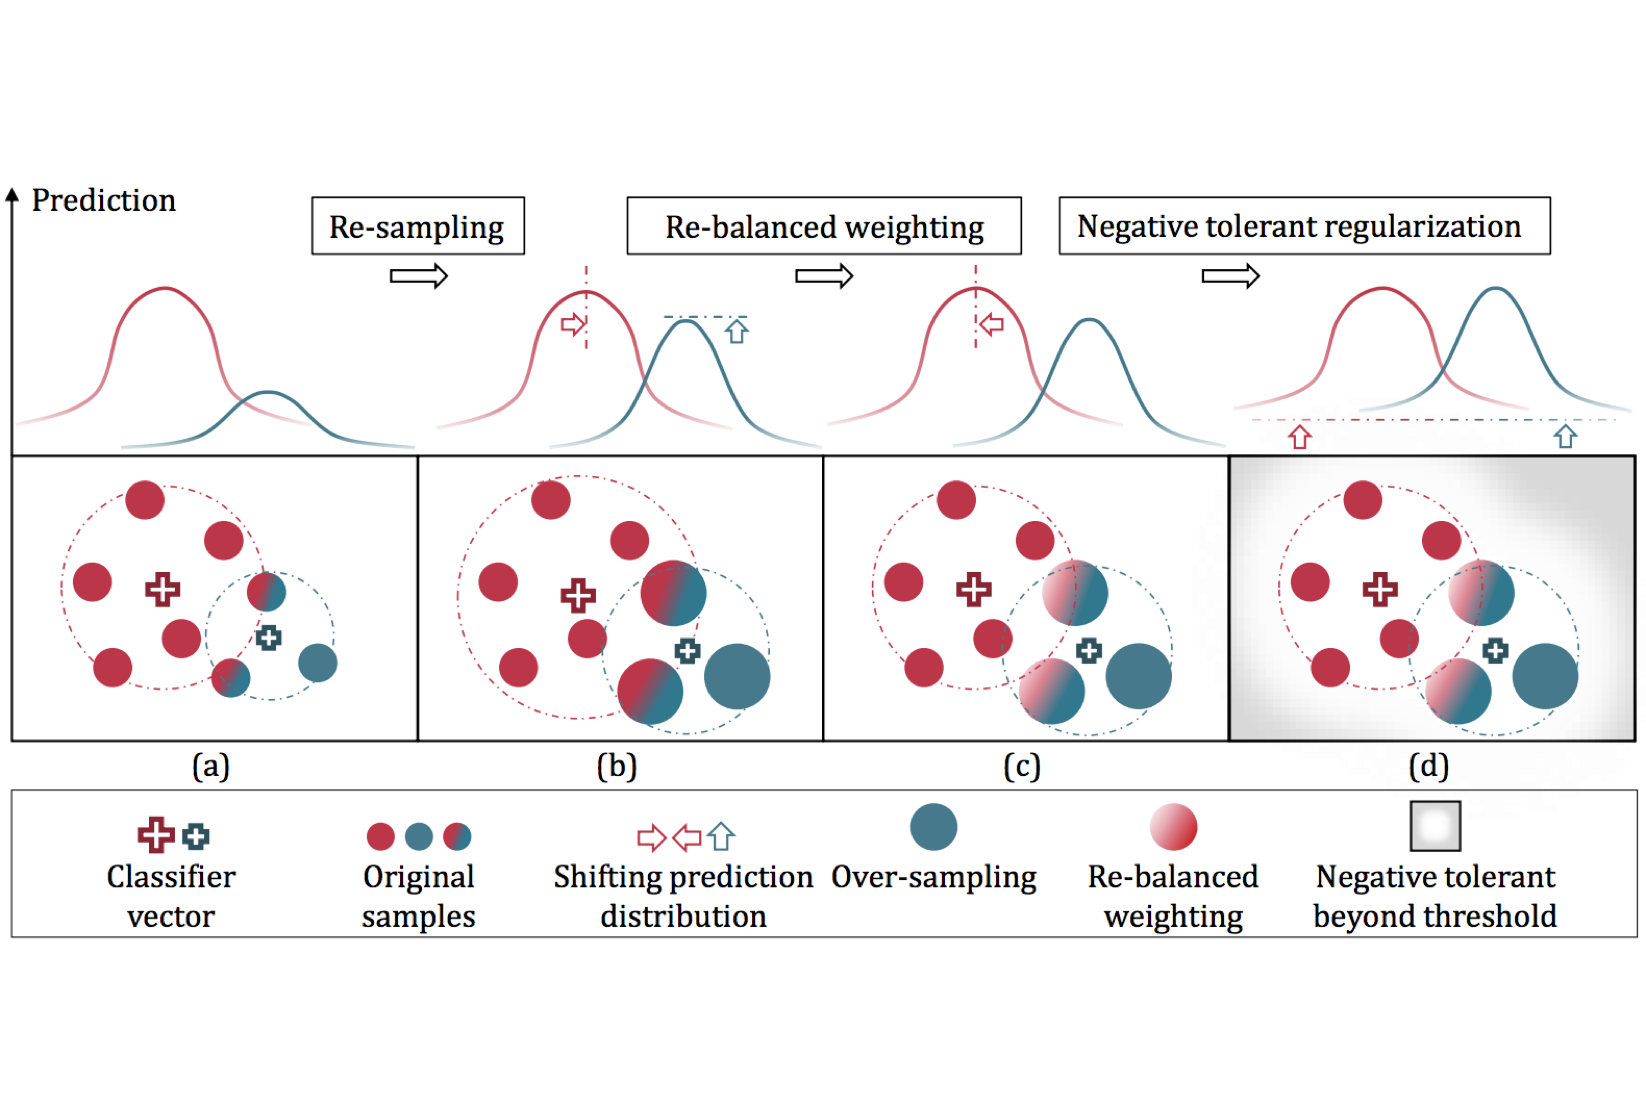 Prediction
Re-sampling
Re-balanced weighting
Negative tolerant regularization
(a)
(b)
(c)
(d)
Classifier
vector
Original
samples
Shifting prediction
distribution
Over-sampling
Re-balanced
weighting
Negative tolerant
beyond threshold